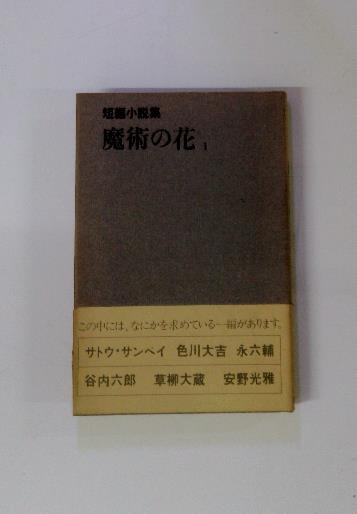 短編小説集
魔術の花 1
この中には、なにかを求めている一編があります。
サトウ・サンペイ 色川大吉 永六輔
谷内六郎 草柳大蔵 安野光雅